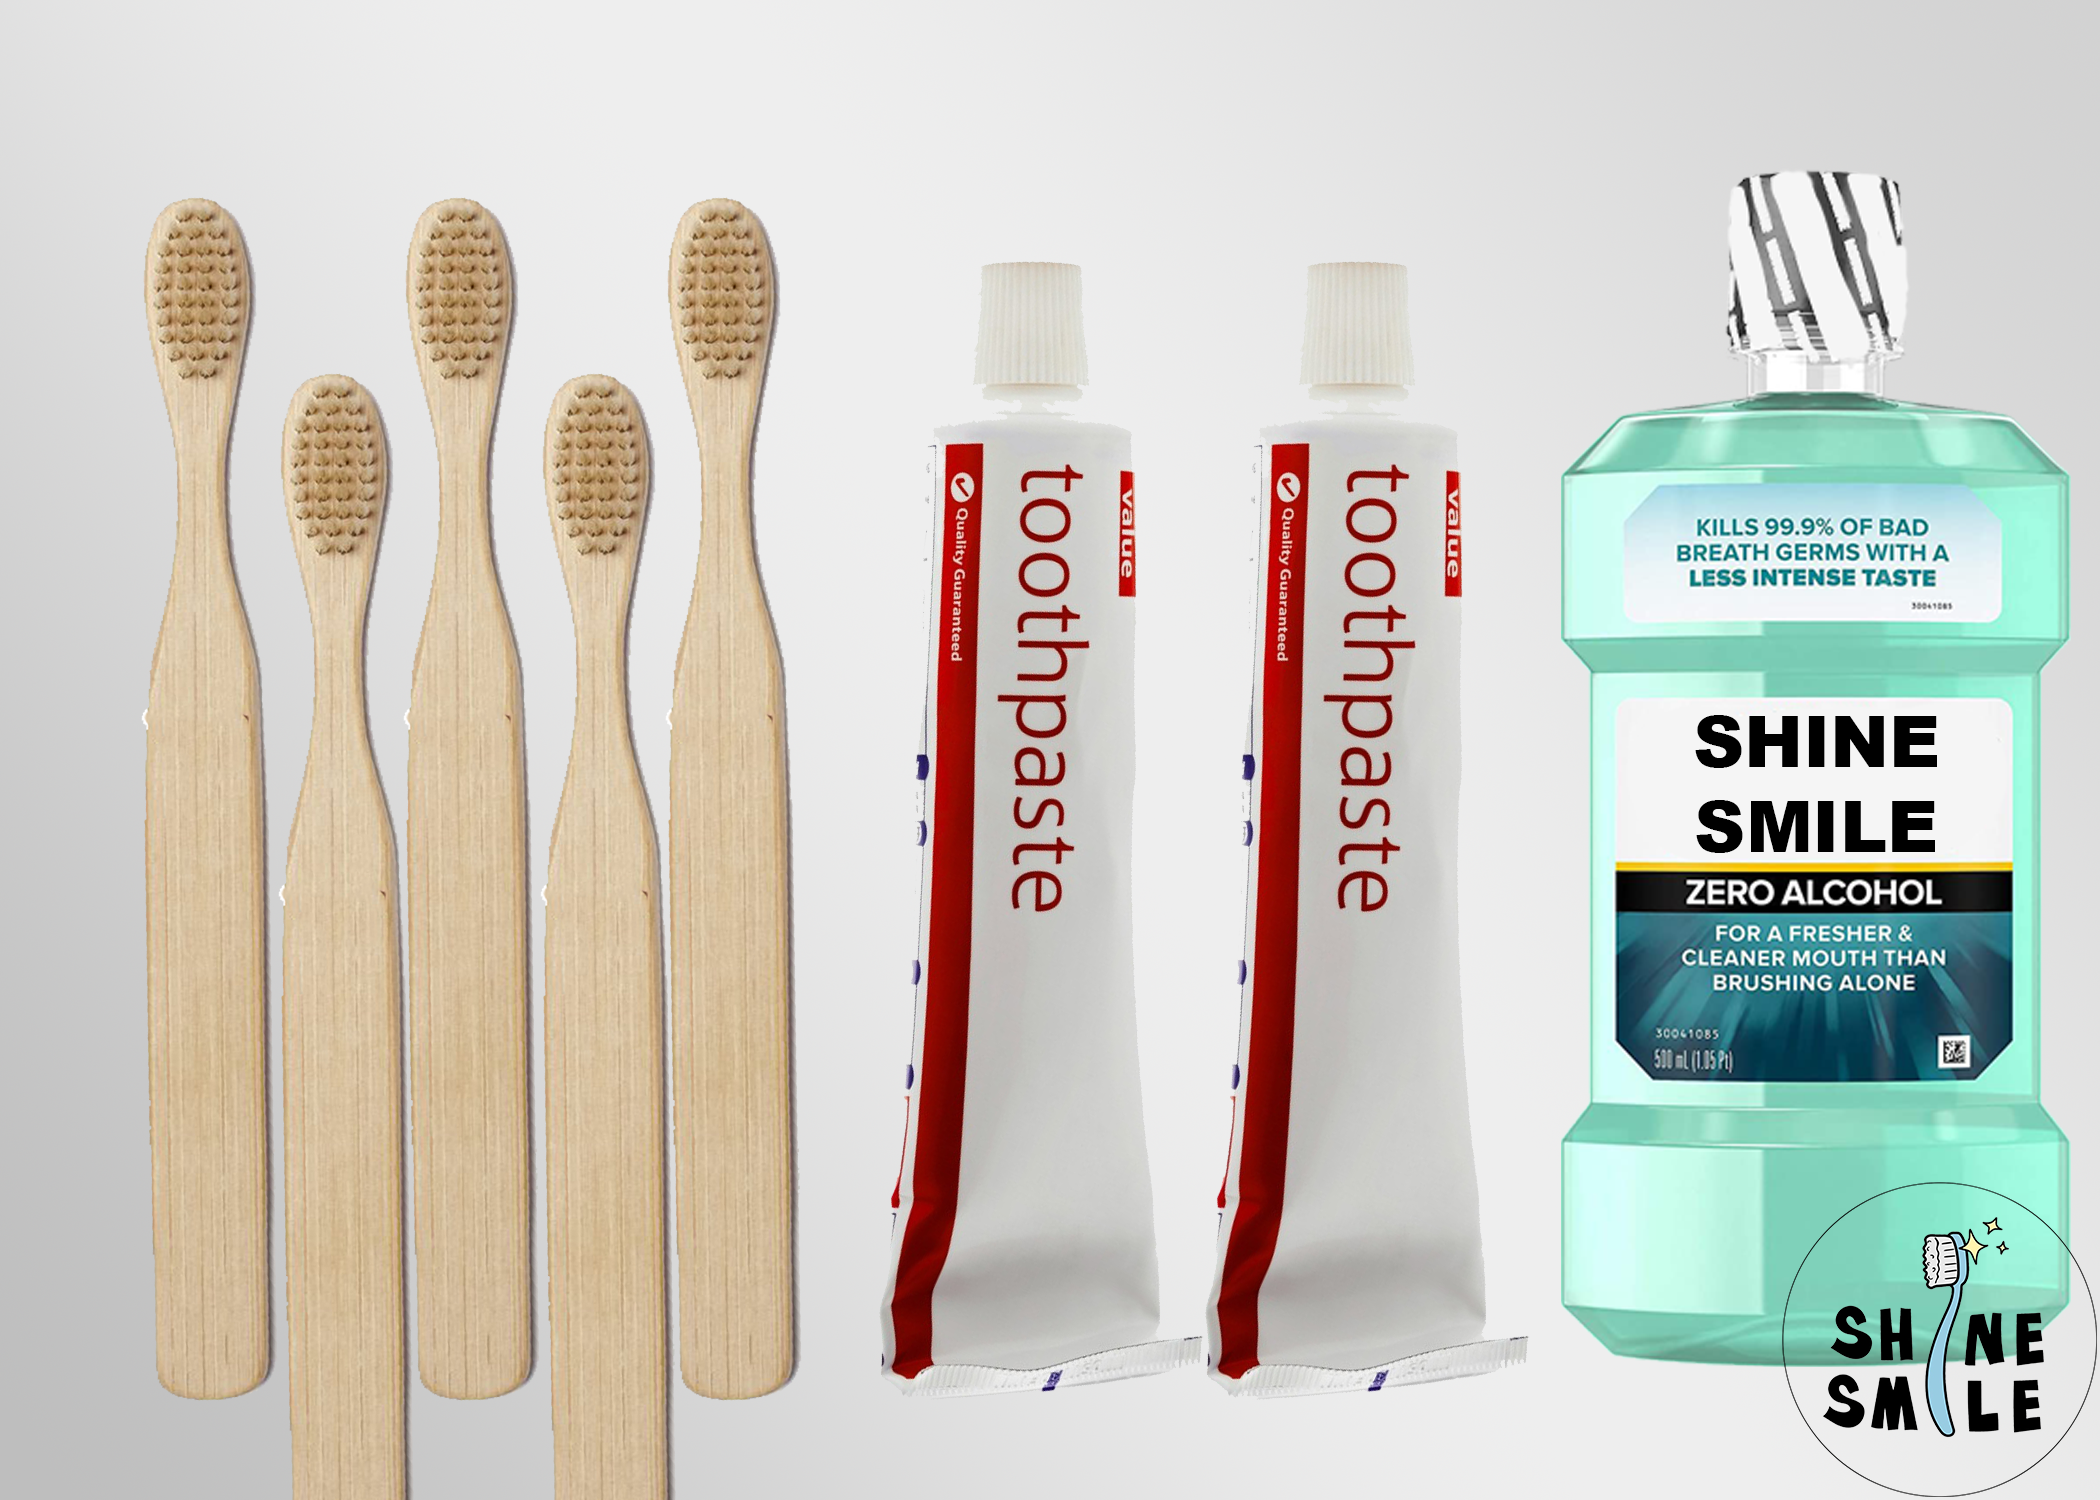 value
toothpaste
Quality Guaranteed
value
toothpaste
Quality Guaranteed
KILLS 99.9% OF BAD
BREATH GERMS WITH A
LESS INTENSE TASTE
30041085
SHINE
SMILE
ZERO ALCOHOL
FOR A FRESHER &
CLEANER MOUTH THAN
BRUSHING ALONE
30041085
500 mL (1.05 Pt)
SHINE
SMILE